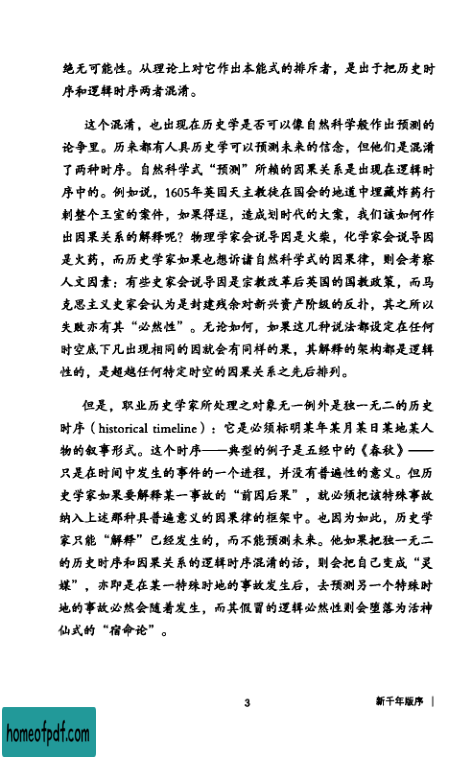 绝无可能性。从理论上对它作出本能式的排斥者，是出于把历史时
序和逻辑时序两者混淆。
这个混淆，也出现在历史学是否可以像自然科学般作出预测的
论争里。历来都有人具历史学可以预测未来的信念，但他们是混淆
了两种时序。自然科学式“预测”所赖的因果关系是出现在逻辑时
序中的。例如说，1605年英国天主教徒在国会的地道中埋藏炸药行
刺整个王室的案件，如果得逞，造成划时代的大案，我们该如何作
出因果关系的解释呢？物理学家会说导因是火柴，化学家会说导因
是火药，而历史学家如果也想诉诸自然科学式的因果律，则会考察
人文因素：有些史家会说导因是宗教改革后英国的国教政策，而马
克思主义史家会认为是封建残余对新兴资产阶级的反扑，其之所以
失败亦有其“必然性”。无论如何，如果这几种说法都设定在任何
时空底下凡出现相同的因就会有同样的果，其解释的架构都是逻辑
性的，是超越任何特定时空的因果关系之先后排列。
但是，职业历史学家所处理之对象无一例外是独一无二的历史
时序（historical timeline）：它是必须标明某年某月某日某地某人
物的叙事形式。这个时序——典型的例子是五经中的《春秋》——
只是在时间中发生的事件的一个进程，并没有普遍性的意义。但历
史学家如果要解释某一事故的“前因后果”，就必须把该特殊事故
纳入上述那种具普遍意义的因果律的框架中。也因为如此，历史学
家只能“解释”已经发生的，而不能预测未来。他如果把独一无二
的历史时序和因果关系的逻辑时序混淆的话，则会把自己变成“灵
媒”，亦即是在某一特殊时地的事故发生后，去预测另一个特殊时
地的事故必然会随着发生，而其假冒的逻辑必然性则会堕落为活神
仙式的“宿命论”。
3
新千年版序 |
homeofpdf.com